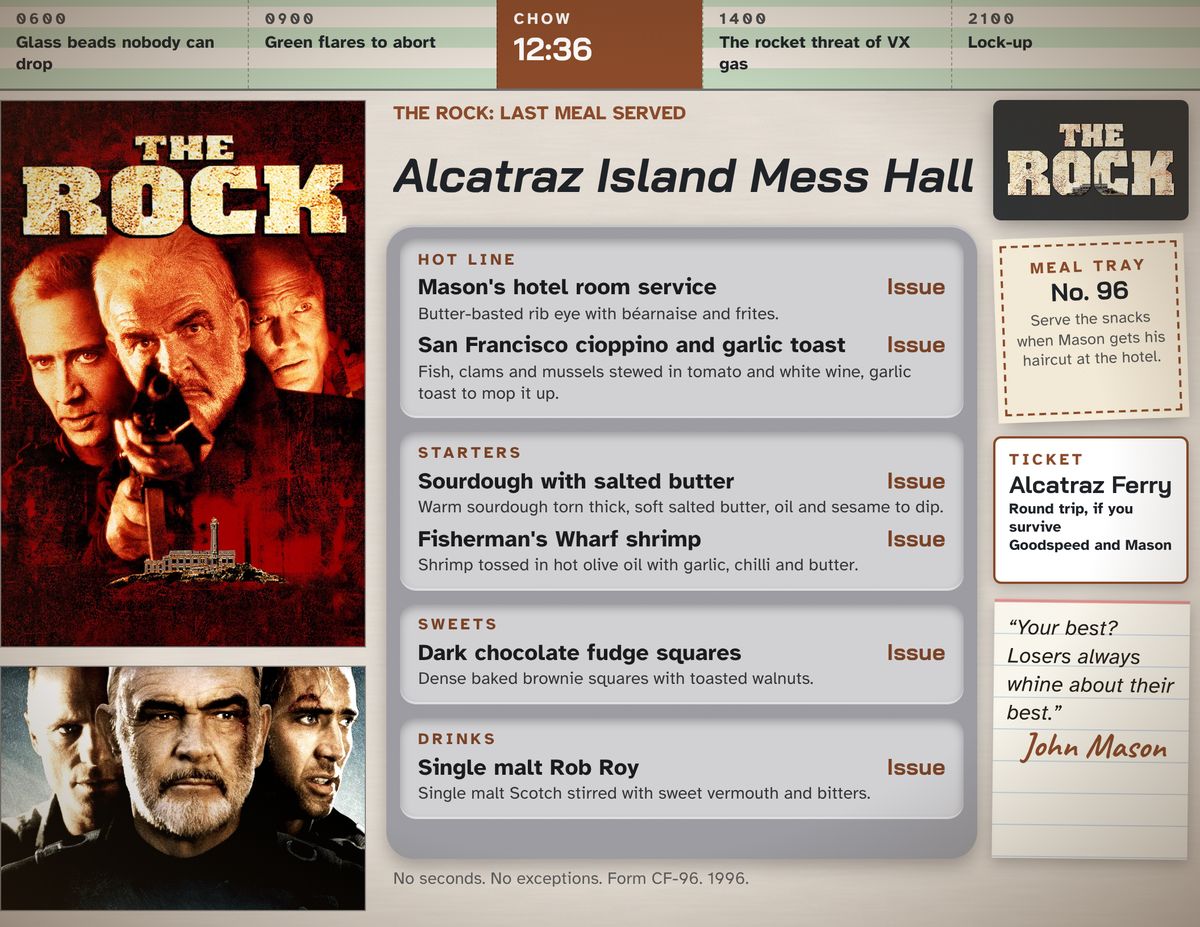 0600
Glass beads nobody can
drop
0900
Green flares to abort
CHOW
12:36
1400
The rocket threat of VX
gas
2100
Lock-up
THE
ROCK
THE ROCK: LAST MEAL SERVED
Alcatraz Island Mess Hall
HOT LINE
Mason's hotel room service Issue
Butter-basted rib eye with béarnaise and frites.
San Francisco cioppino and garlic toast Issue
Fish, clams and mussels stewed in tomato and white wine, garlic
toast to mop it up.
STARTERS
Sourdough with salted butter Issue
Warm sourdough torn thick, soft salted butter, oil and sesame to dip.
Fisherman's Wharf shrimp Issue
Shrimp tossed in hot olive oil with garlic, chilli and butter.
SWEETS
Dark chocolate fudge squares Issue
Dense baked brownie squares with toasted walnuts.
DRINKS
Single malt Rob Roy Issue
Single malt Scotch stirred with sweet vermouth and bitters.
No seconds. No exceptions. Form CF-96. 1996.
THE
ROCK
MEAL TRAY
No. 96
Serve the snacks
when Mason gets his
haircut at the hotel.
TICKET
Alcatraz Ferry
Round trip, if you
survive
Goodspeed and Mason
“Your best?
Losers always
whine about their
best.”
John Mason